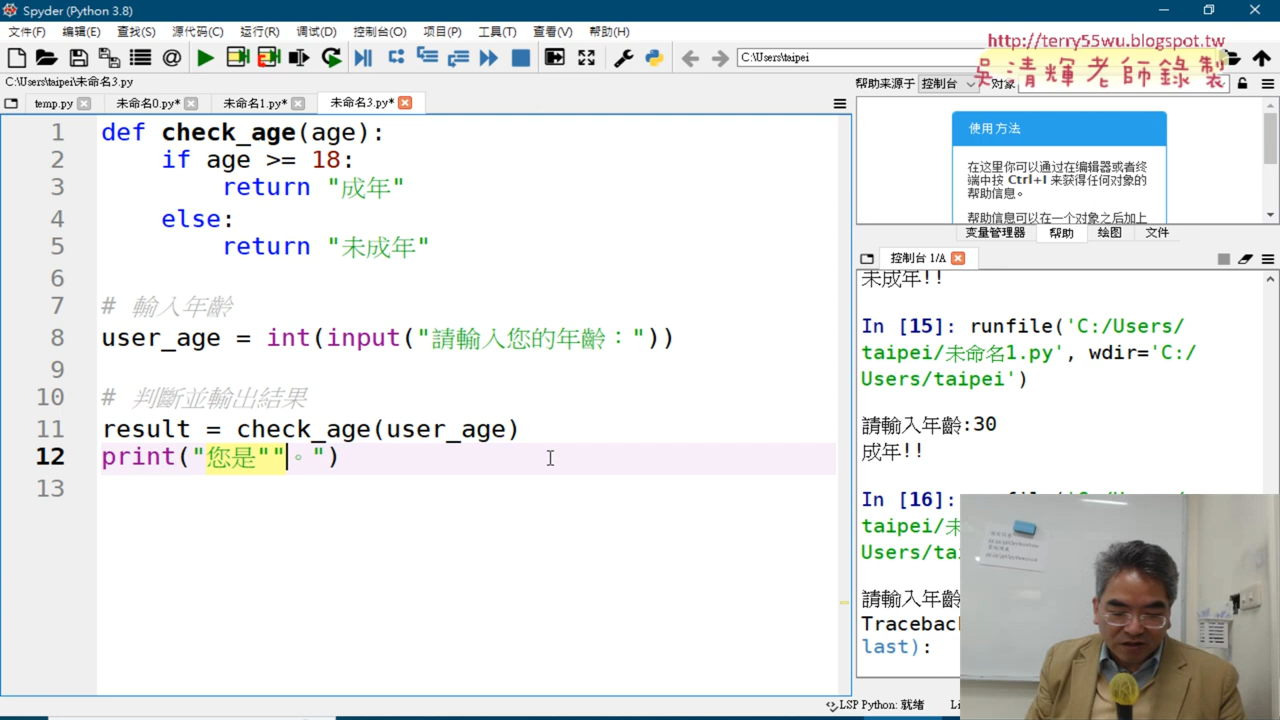 Spyder (Python 3.8)
文件(F) 编辑(E) 查找(S) 源代码(C) 运行(R) 调试(D) 控制台(O) 项目(P) 工具(T) 查看(V) 帮助(H)
http://terry55wu.blogspot.tw
吳清輝老師錄製
C:\Users\taipei
C:\Users\taipei\未命名3.py
帮助来源于 控制台 对象
temp.py 未命名0.py* 未命名1.py* 未命名3.py*
1 def check_age(age):
2 if age >= 18:
3 return "成年"
4 else:
5 return "未成年"
6
7 # 輸入年齡
8 user_age = int(input("請輸入您的年齡："))
9
10 # 判斷並輸出結果
11 result = check_age(user_age)
12 print("您是""。")
13
使用方法
在这里你可以通过在编辑器或者终
端中按 Ctrl+I 来获得任何对象的
帮助信息。
帮助信息可以在一个对象之后加上
变量管理器 帮助 绘图 文件
控制台 1/A
未成年!!
In [15]: runfile('C:/Users/
taipei/未命名1.py', wdir='C:/
Users/taipei')
請輸入年齡:30
成年!!
In [16]:
taipei/未
Users/ta
請輸入年齡
Traceback
last):
LSP Python: 就绪